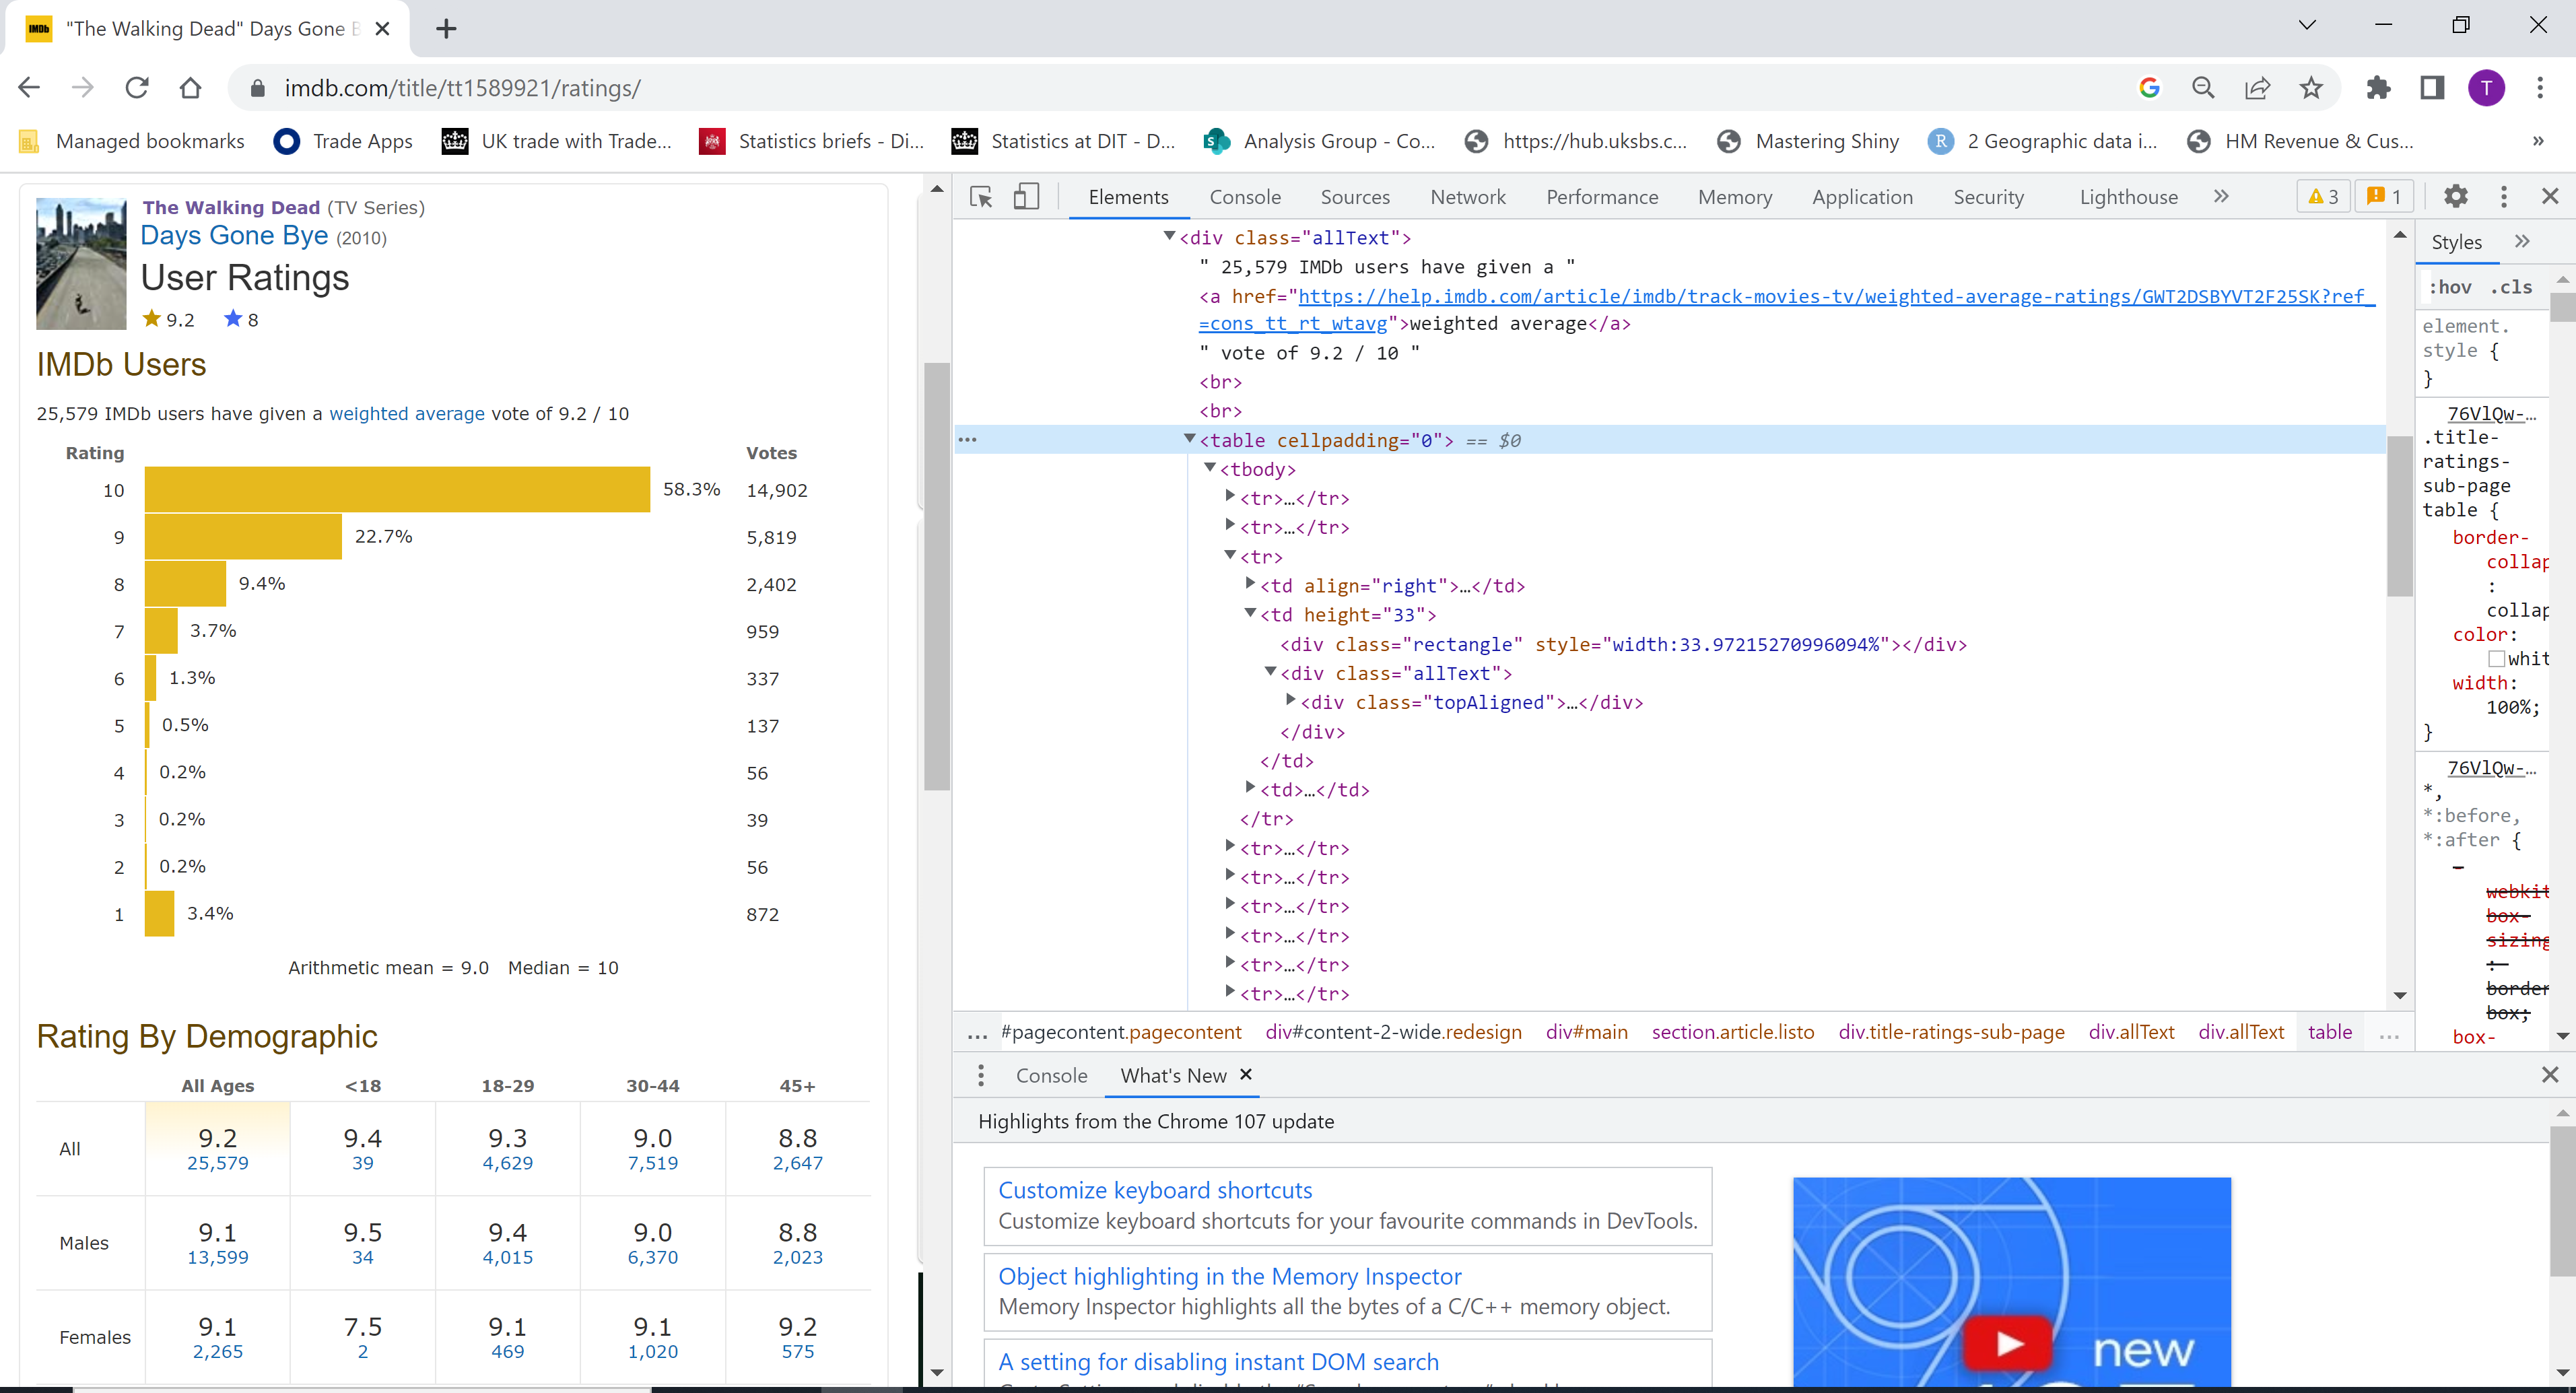 "The Walking Dead" Days Gone B
imdb.com/title/tt1589921/ratings/
T
Managed bookmarks
Trade Apps
UK trade with Trade...
Statistics briefs - Di...
Statistics at DIT - D...
Analysis Group - Co...
https://hub.uksbs.c...
Mastering Shiny
2 Geographic data i...
HM Revenue & Cus...
»
The Walking Dead (TV Series)
Days Gone Bye (2010)
User Ratings
9.2 8
IMDb Users
25,579 IMDb users have given a weighted average vote of 9.2 / 10
Rating Votes
10 58.3% 14,902
9 22.7% 5,819
8 9.4% 2,402
7 3.7% 959
6 1.3% 337
5 0.5% 137
4 0.2% 56
3 0.2% 39
2 0.2% 56
1 3.4% 872
Arithmetic mean = 9.0 Median = 10
Rating By Demographic
All Ages <18 18-29 30-44 45+
All 9.2 9.4 9.3 9.0 8.8
25,579 39 4,629 7,519 2,647
Males 9.1 9.5 9.4 9.0 8.8
13,599 34 4,015 6,370 2,023
Females 9.1 7.5 9.1 9.1 9.2
2,265 2 469 1,020 575
Elements Console Sources Network Performance Memory Application Security Lighthouse » 3 1
<div class="allText">
" 25,579 IMDb users have given a "
<a href="https://help.imdb.com/article/imdb/track-movies-tv/weighted-average-ratings/GWT2DSBYVT2F25SK?ref_
=cons_tt_rt_wtavg">weighted average</a>
" vote of 9.2 / 10 "
<br>
<br>
… <table cellpadding="0"> == $0
<tbody>
<tr>…</tr>
<tr>…</tr>
<tr>
<td align="right">…</td>
<td height="33">
<div class="rectangle" style="width:33.97215270996094%"></div>
<div class="allText">
<div class="topAligned">…</div>
</div>
</td>
<td>…</td>
</tr>
<tr>…</tr>
<tr>…</tr>
<tr>…</tr>
<tr>…</tr>
<tr>…</tr>
<tr>…</tr>
... #pagecontent.pagecontent div#content-2-wide.redesign div#main section.article.listo div.title-ratings-sub-page div.allText div.allText table ...
Styles »
:hov .cls
element.
style {
}
76VlQw-…
.title-
ratings-
sub-page
table {
border-
collap
:
collap
color:
whit
width:
100%;
}
76VlQw-…
*,
*:before,
*:after {
-
webkit
box-
sizing
:
border
box;
box-
Console What's New
Highlights from the Chrome 107 update
Customize keyboard shortcuts
Customize keyboard shortcuts for your favourite commands in DevTools.
Object highlighting in the Memory Inspector
Memory Inspector highlights all the bytes of a C/C++ memory object.
A setting for disabling instant DOM search
new